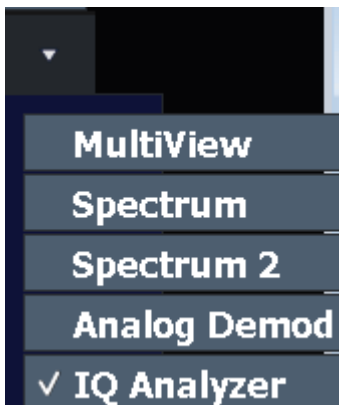 MultiView
Spectrum
Spectrum 2
Analog Demod
✓ IQ Analyzer